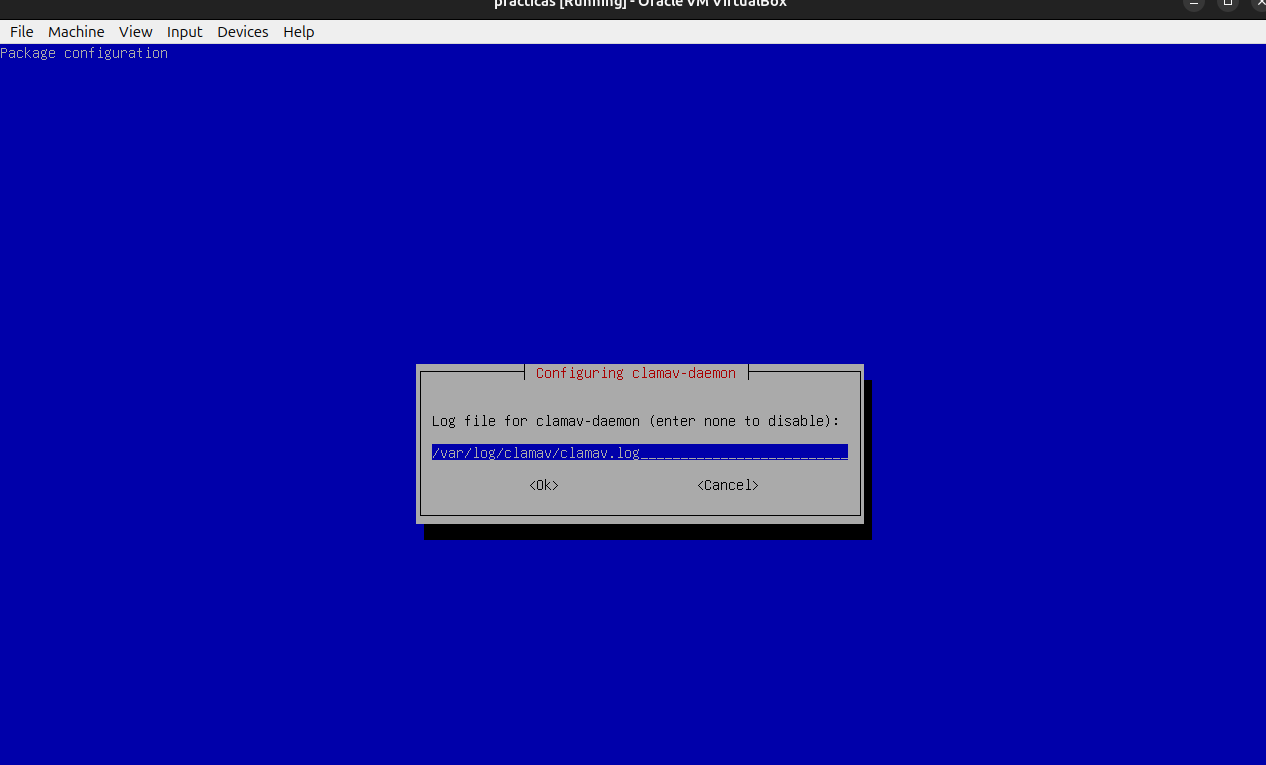 practicas [Running] - Oracle VM VirtualBox
File Machine View Input Devices Help
Package configuration
Configuring clamav-daemon
Log file for clamav-daemon (enter none to disable):
/var/log/clamav/clamav.log__________________________
<Ok> <Cancel>